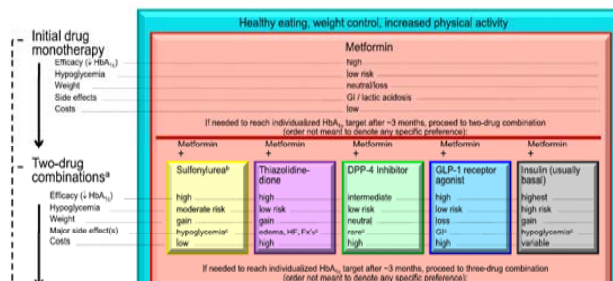 Healthy eating, weight control, increased physical activity
Initial drug monotherapy
Metformin
Efficacy (↓ HbA1c) high
Hypoglycemia low risk
Weight neutral/loss
Side effects GI / lactic acidosis
Costs low
If needed to reach individualized HbA1c target after ~3 months, proceed to two-drug combination
(order not meant to denote any specific preference):
Metformin + Metformin + Metformin + Metformin + Metformin +
Two-drug combinationsa
Sulfonylureab Thiazolidine-dione DPP-4 Inhibitor GLP-1 receptor agonist Insulin (usually basal)
Efficacy (↓ HbA1c) high high intermediate high highest
Hypoglycemia moderate risk low risk low risk low risk high risk
Weight gain gain neutral loss gain
Major side effect(s) hypoglycemiac edema, HF, Fx'sc rarec GIc hypoglycemiac
Costs low high high high variable
If needed to reach individualized HbA1c target after ~3 months, proceed to three-drug combination
(order not meant to denote any specific preference):